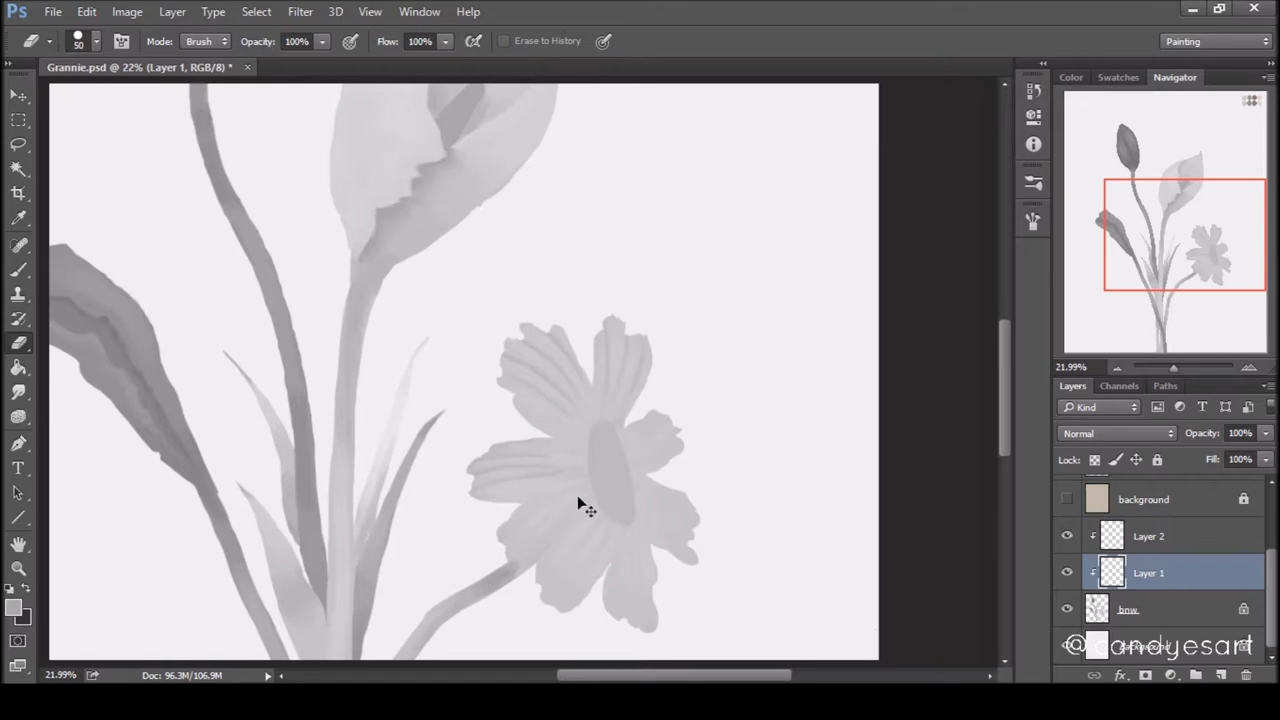 Ps File Edit Image Layer Type Select Filter 3D View Window Help
50 Mode: Brush Opacity: 100% Flow: 100% Erase to History Painting
Grannie.psd @ 22% (Layer 1, RGB/8) *
Color Swatches Navigator
21.99%
Layers Channels Paths
Kind
Normal Opacity: 100%
Lock: Fill: 100%
background
Layer 2
Layer 1
bnw
@candyesart
21.99% Doc: 96.3M/106.9M
fx